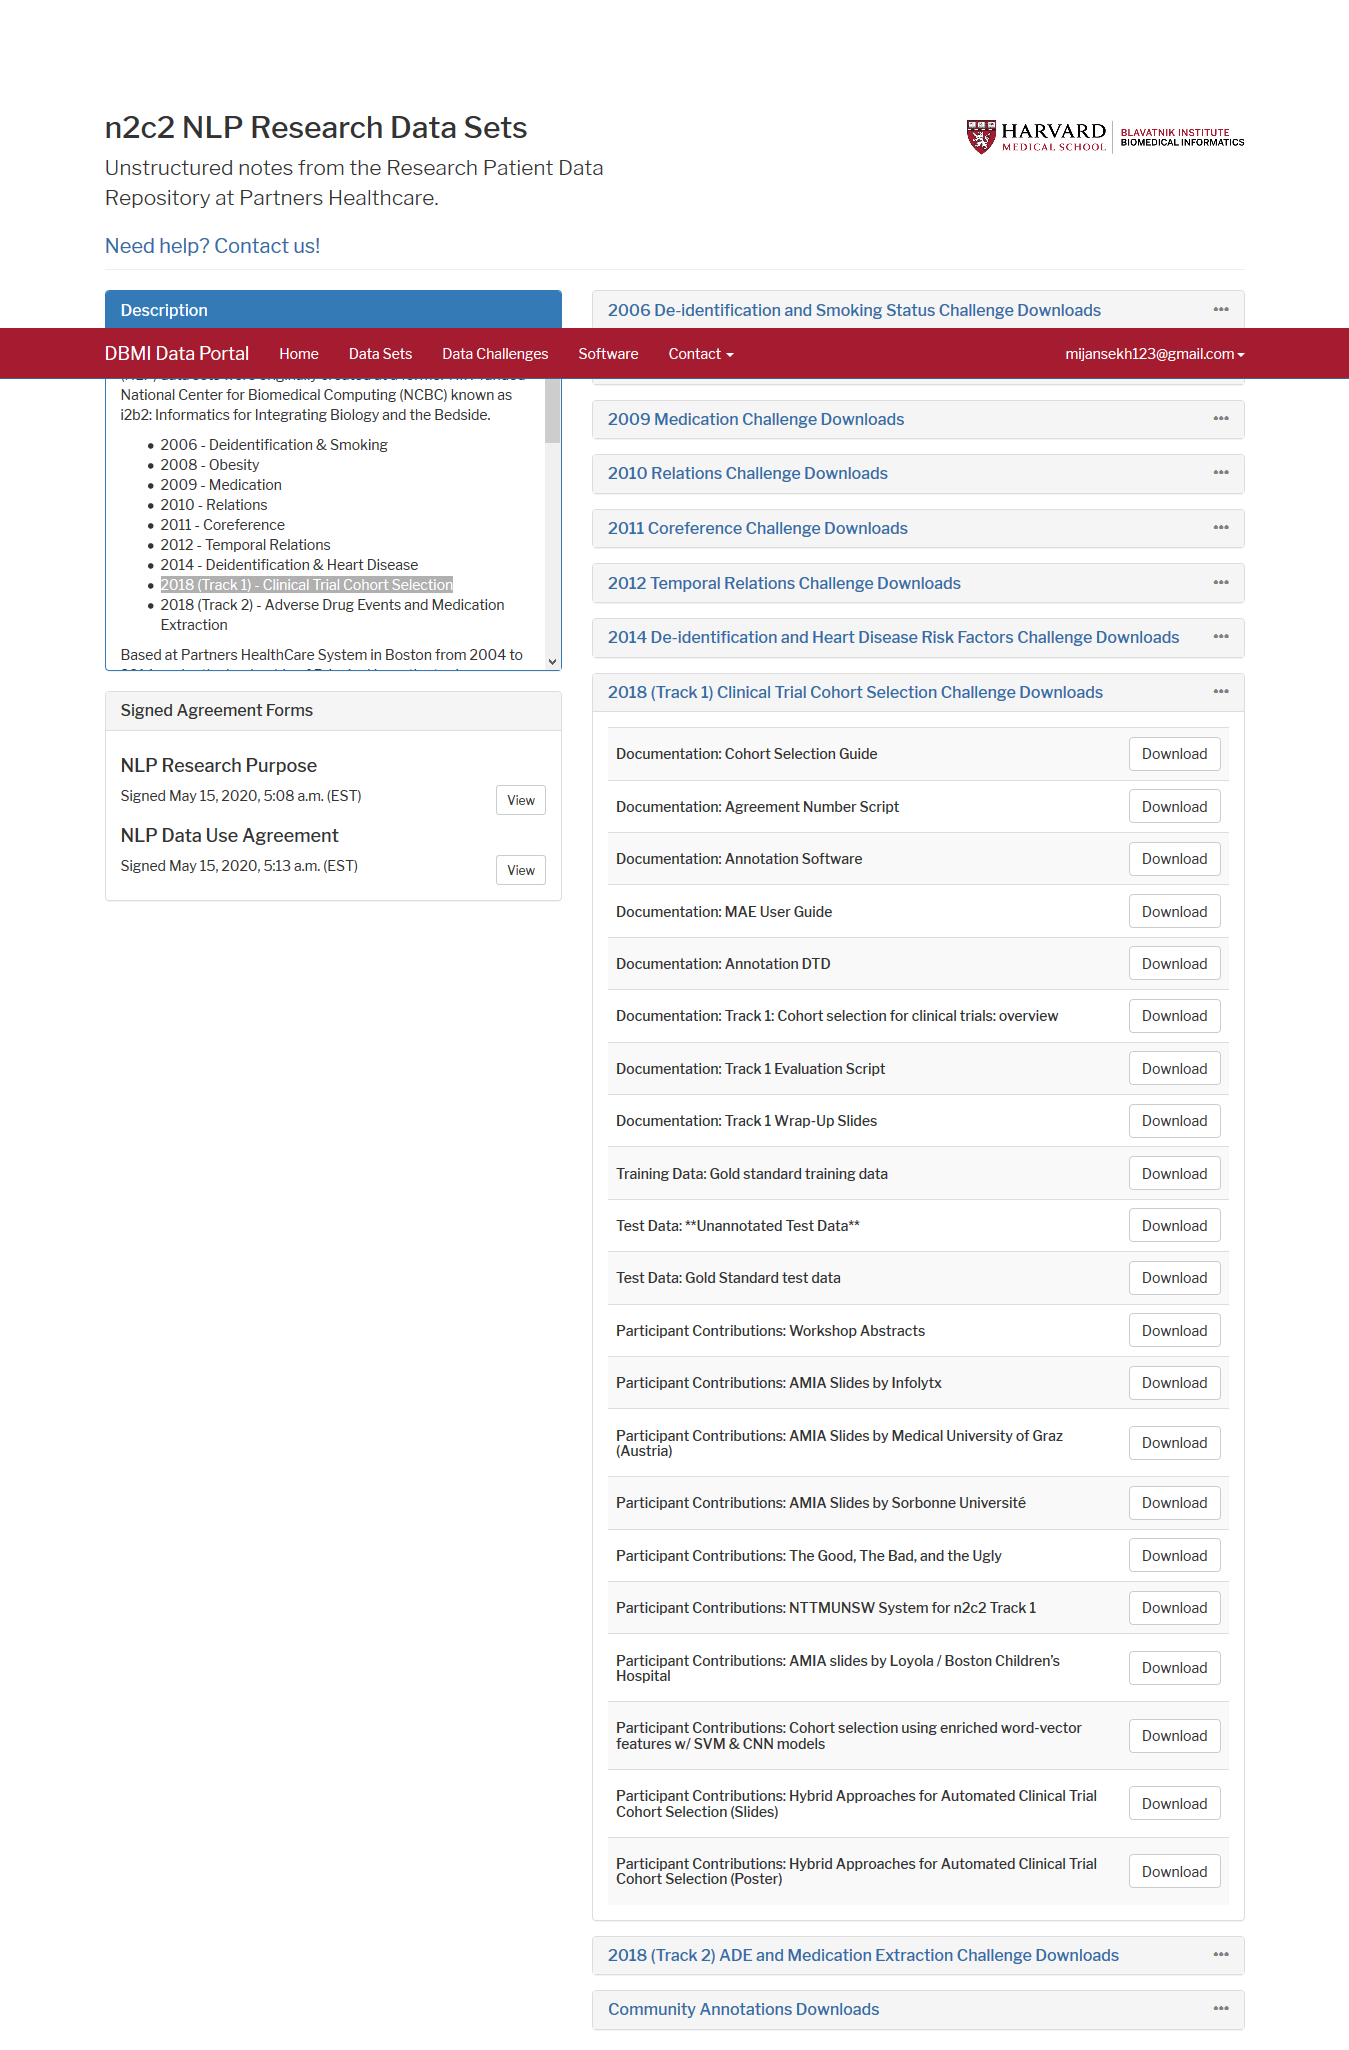 n2c2 NLP Research Data Sets
Unstructured notes from the Research Patient Data
Repository at Partners Healthcare.
Need help? Contact us!
HARVARD
MEDICAL SCHOOL
BLAVATNIK INSTITUTE
BIOMEDICAL INFORMATICS
Description
2006 De-identification and Smoking Status Challenge Downloads
DBMI Data Portal
Home
Data Sets
Data Challenges
Software
Contact
mijansekh123@gmail.com
National Center for Biomedical Computing (NCBC) known as
i2b2: Informatics for Integrating Biology and the Bedside.
2006 - Deidentification & Smoking
2008 - Obesity
2009 - Medication
2010 - Relations
2011 - Coreference
2012 - Temporal Relations
2014 - Deidentification & Heart Disease
2018 (Track 1) - Clinical Trial Cohort Selection
2018 (Track 2) - Adverse Drug Events and Medication
Extraction
Based at Partners HealthCare System in Boston from 2004 to
Signed Agreement Forms
NLP Research Purpose
Signed May 15, 2020, 5:08 a.m. (EST)
View
NLP Data Use Agreement
Signed May 15, 2020, 5:13 a.m. (EST)
View
2009 Medication Challenge Downloads
2010 Relations Challenge Downloads
2011 Coreference Challenge Downloads
2012 Temporal Relations Challenge Downloads
2014 De-identification and Heart Disease Risk Factors Challenge Downloads
2018 (Track 1) Clinical Trial Cohort Selection Challenge Downloads
Documentation: Cohort Selection Guide
Download
Documentation: Agreement Number Script
Download
Documentation: Annotation Software
Download
Documentation: MAE User Guide
Download
Documentation: Annotation DTD
Download
Documentation: Track 1: Cohort selection for clinical trials: overview
Download
Documentation: Track 1 Evaluation Script
Download
Documentation: Track 1 Wrap-Up Slides
Download
Training Data: Gold standard training data
Download
Test Data: **Unannotated Test Data**
Download
Test Data: Gold Standard test data
Download
Participant Contributions: Workshop Abstracts
Download
Participant Contributions: AMIA Slides by Infolytx
Download
Participant Contributions: AMIA Slides by Medical University of Graz
(Austria)
Download
Participant Contributions: AMIA Slides by Sorbonne Université
Download
Participant Contributions: The Good, The Bad, and the Ugly
Download
Participant Contributions: NTTMUNSW System for n2c2 Track 1
Download
Participant Contributions: AMIA slides by Loyola / Boston Children's
Hospital
Download
Participant Contributions: Cohort selection using enriched word-vector
features w/ SVM & CNN models
Download
Participant Contributions: Hybrid Approaches for Automated Clinical Trial
Cohort Selection (Slides)
Download
Participant Contributions: Hybrid Approaches for Automated Clinical Trial
Cohort Selection (Poster)
Download
2018 (Track 2) ADE and Medication Extraction Challenge Downloads
Community Annotations Downloads